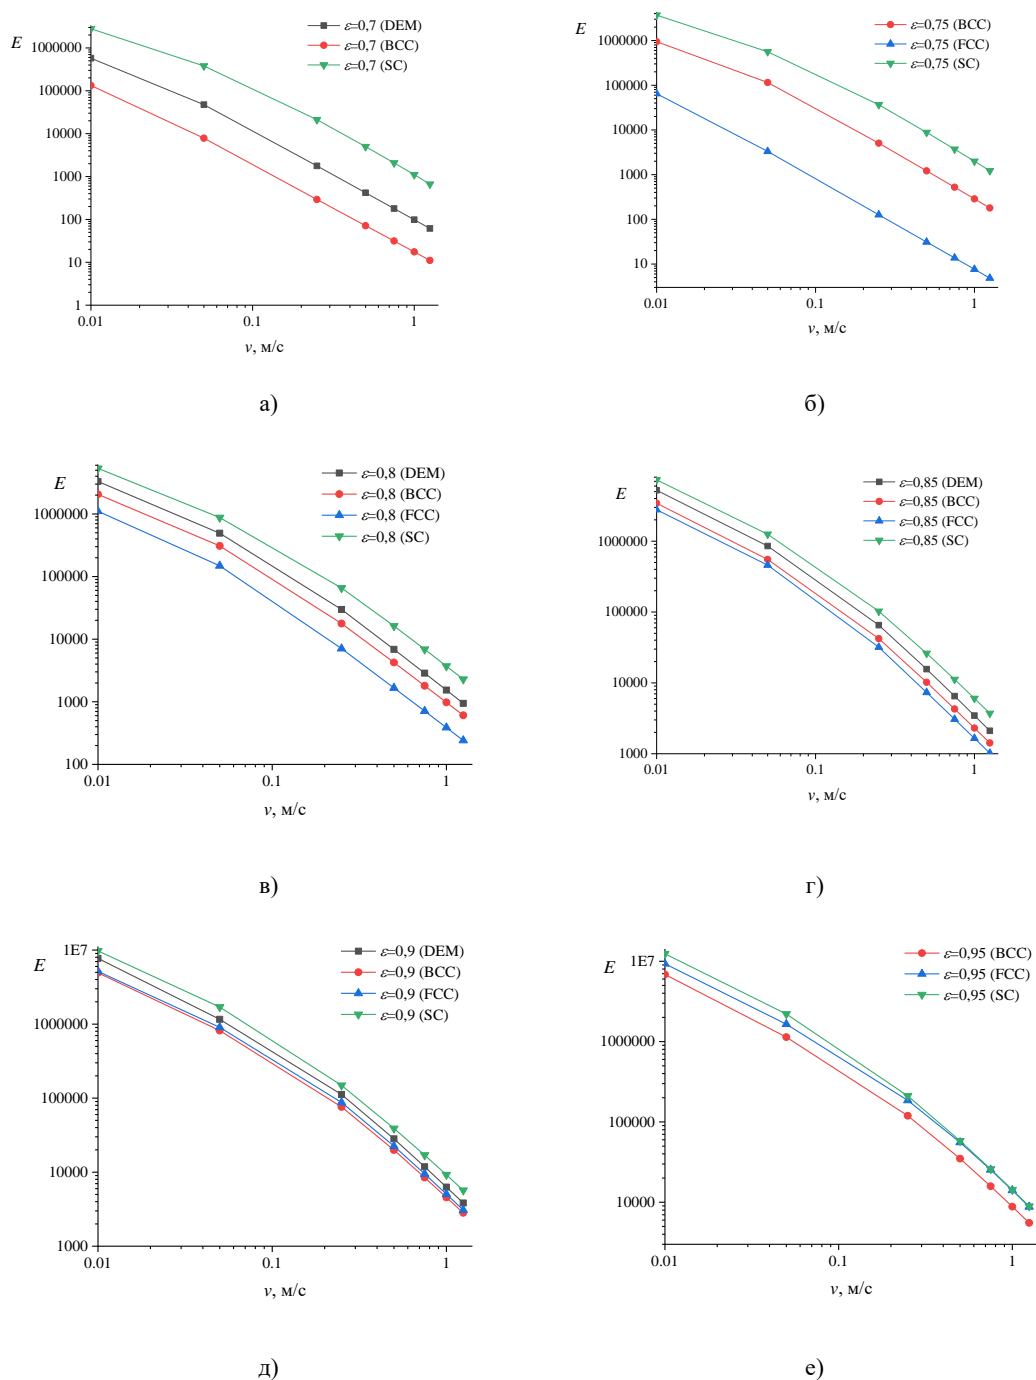 E
ε=0,7 (DEM)
ε=0,7 (BCC)
ε=0,7 (SC)
1000000
100000
10000
1000
100
10
1
0.01
0.1
1
v, м/с
а)
E
ε=0,75 (BCC)
ε=0,75 (FCC)
ε=0,75 (SC)
1000000
100000
10000
1000
100
10
0.01
0.1
1
v, м/с
б)
E
ε=0,8 (DEM)
ε=0,8 (BCC)
ε=0,8 (FCC)
ε=0,8 (SC)
1000000
100000
10000
1000
100
0.01
0.1
1
v, м/с
в)
E
ε=0,85 (DEM)
ε=0,85 (BCC)
ε=0,85 (FCC)
ε=0,85 (SC)
1000000
100000
10000
1000
0.01
0.1
1
v, м/с
г)
1E7
E
ε=0,9 (DEM)
ε=0,9 (BCC)
ε=0,9 (FCC)
ε=0,9 (SC)
1000000
100000
10000
1000
0.01
0.1
1
v, м/с
д)
1E7
E
ε=0,95 (BCC)
ε=0,95 (FCC)
ε=0,95 (SC)
1000000
100000
10000
0.01
0.1
1
v, м/с
е)